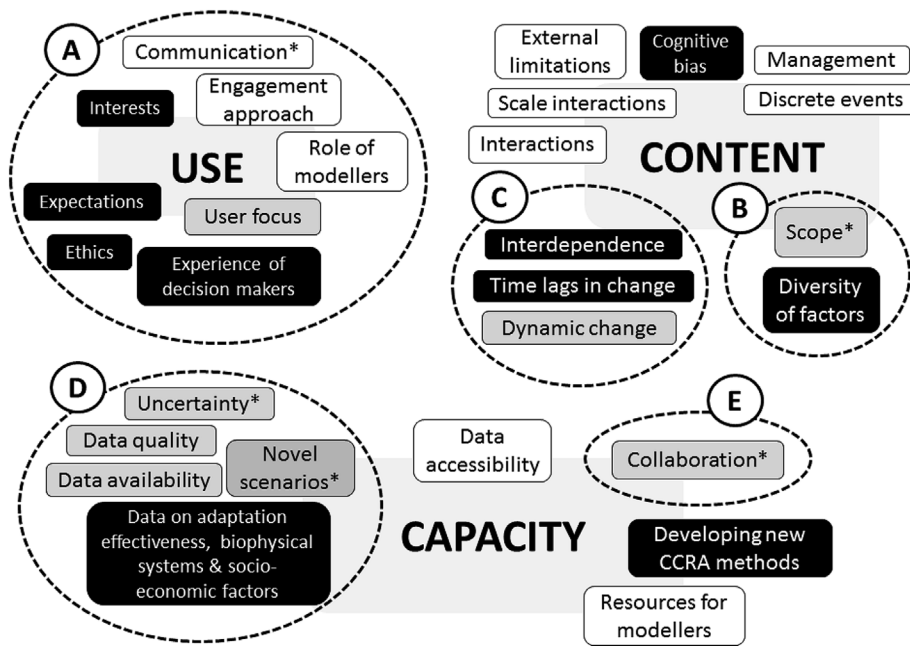 A
Communication*
Engagement
approach
Interests
Role of
modellers
USE
Expectations
User focus
Ethics
Experience of
decision makers
External
limitations
Cognitive
bias
Management
Scale interactions
Discrete events
Interactions
CONTENT
C
Interdependence
Time lags in change
Dynamic change
B
Scope*
Diversity
of factors
D
Uncertainty*
Data quality
Data availability
Novel
scenarios*
Data on adaptation
effectiveness, biophysical
systems & socio-
economic factors
Data
accessibility
E
Collaboration*
CAPACITY
Developing new
CCRA methods
Resources for
modellers